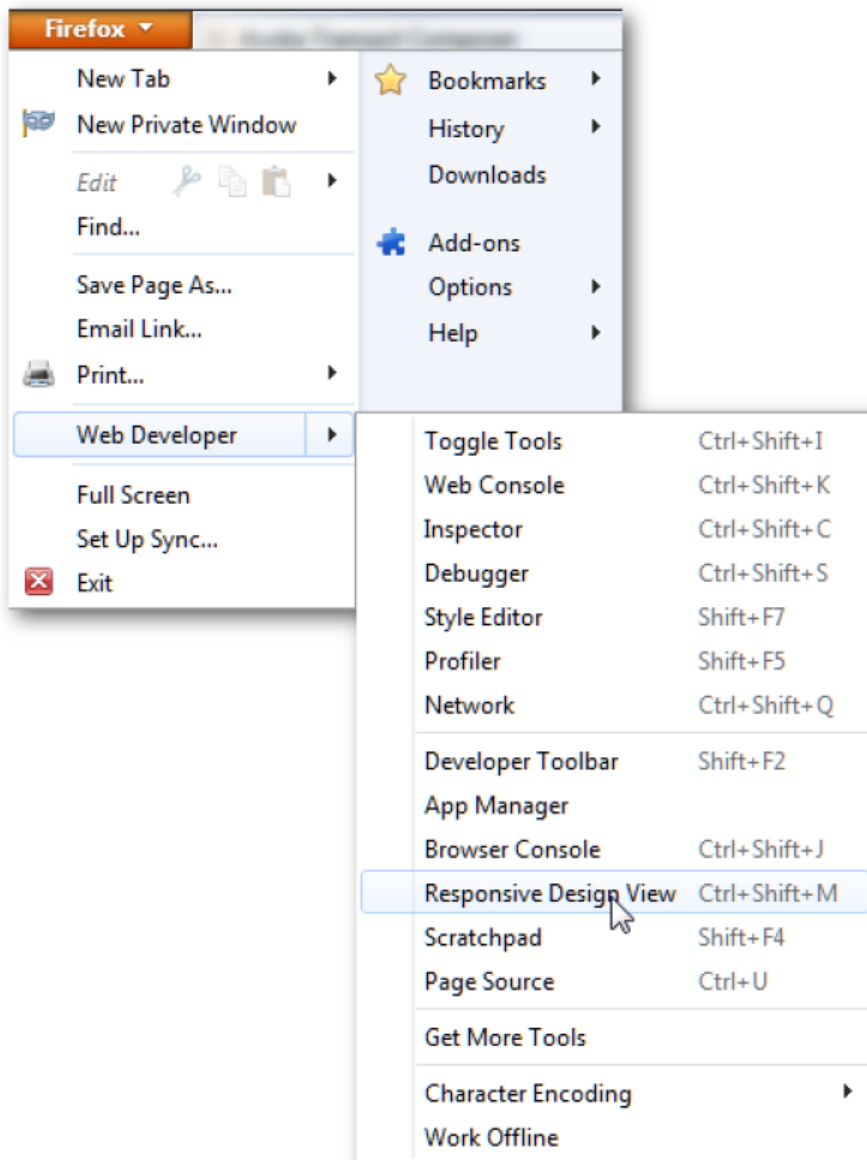 Firefox
New Tab
New Private Window
Edit
Find...
Save Page As...
Email Link...
Print...
Web Developer
Full Screen
Set Up Sync...
Exit
Bookmarks
History
Downloads
Add-ons
Options
Help
Toggle Tools Ctrl+Shift+I
Web Console Ctrl+Shift+K
Inspector Ctrl+Shift+C
Debugger Ctrl+Shift+S
Style Editor Shift+F7
Profiler Shift+F5
Network Ctrl+Shift+Q
Developer Toolbar Shift+F2
App Manager
Browser Console Ctrl+Shift+J
Responsive Design View Ctrl+Shift+M
Scratchpad Shift+F4
Page Source Ctrl+U
Get More Tools
Character Encoding
Work Offline